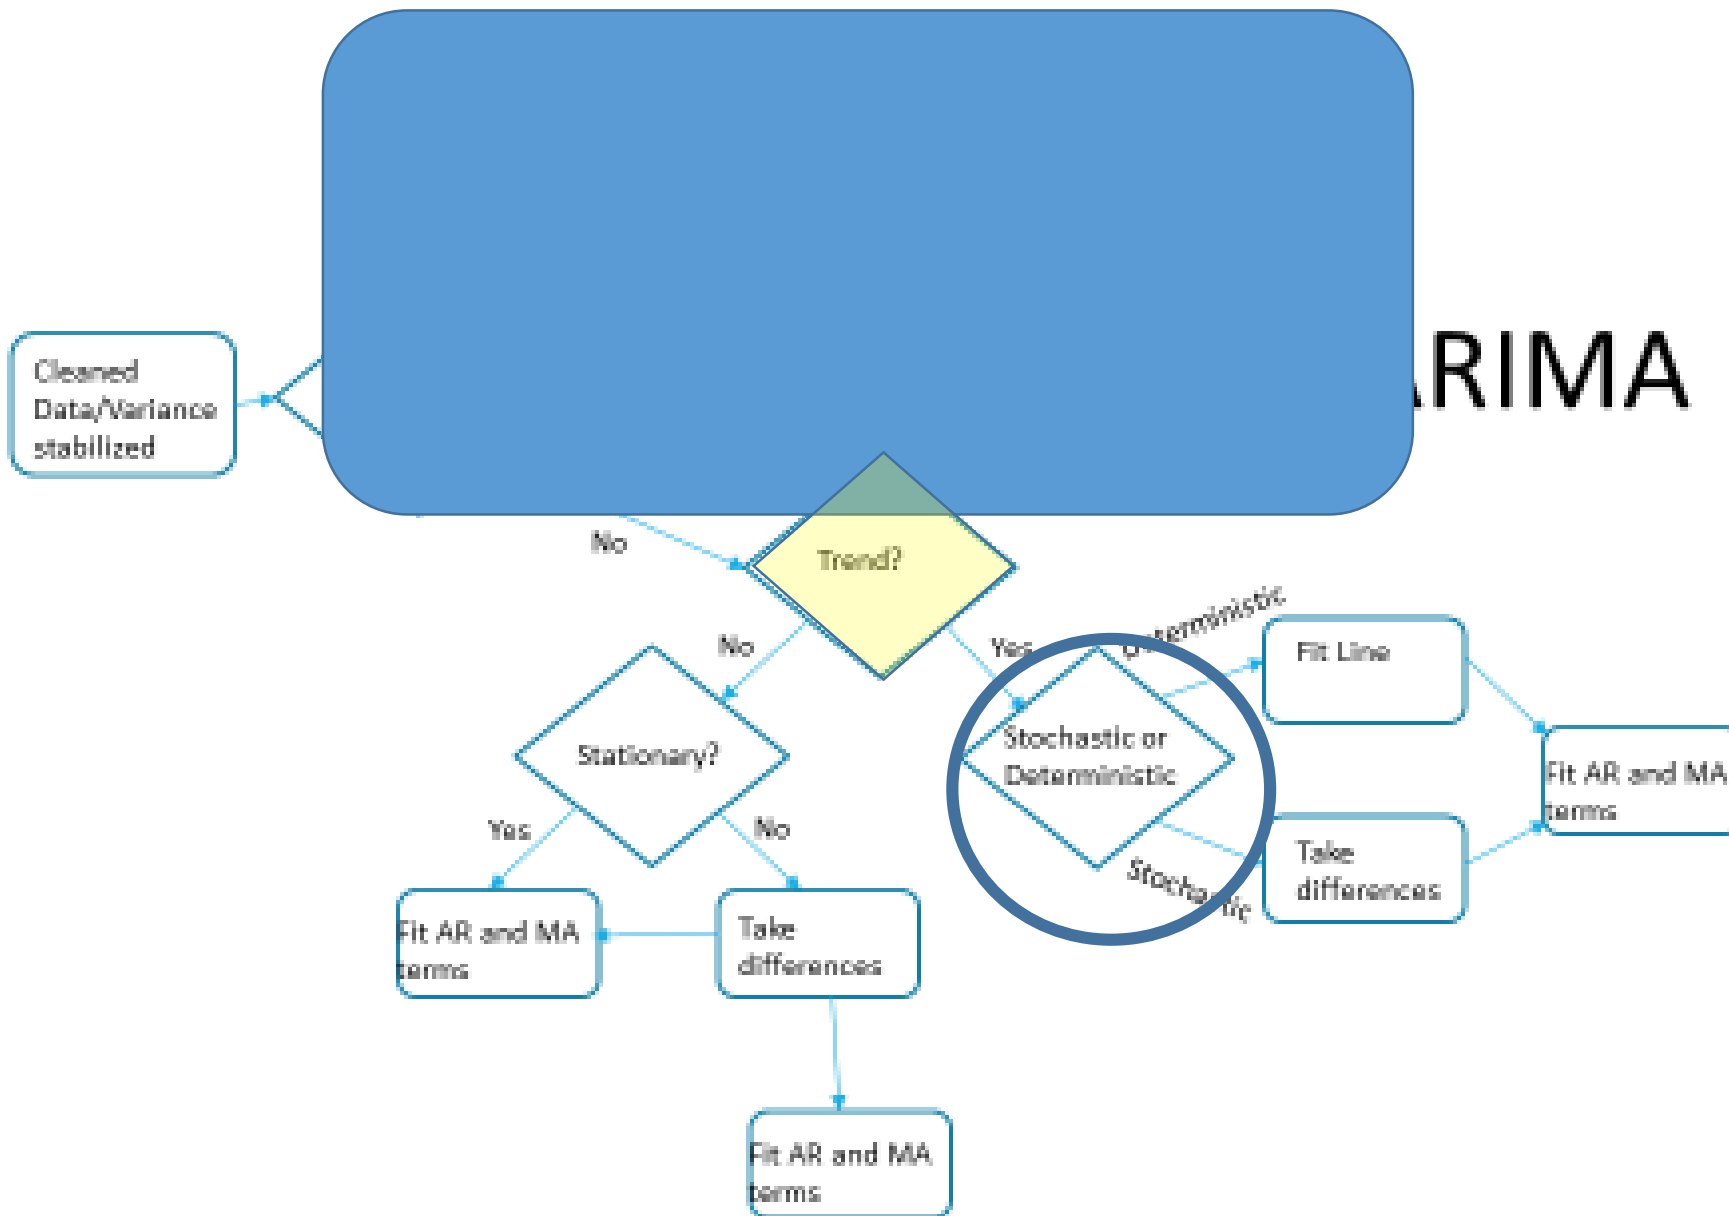 ARIMA
Cleaned
Data/Variance
stabilized
No
Trend?
No
Yes
Deterministic
Fit Line
Stationary?
Stochastic or
Deterministic
Fit AR and MA
terms
Yes
No
Take
differences
Stochastic
Fit AR and MA
terms
Take
differences
Fit AR and MA
terms